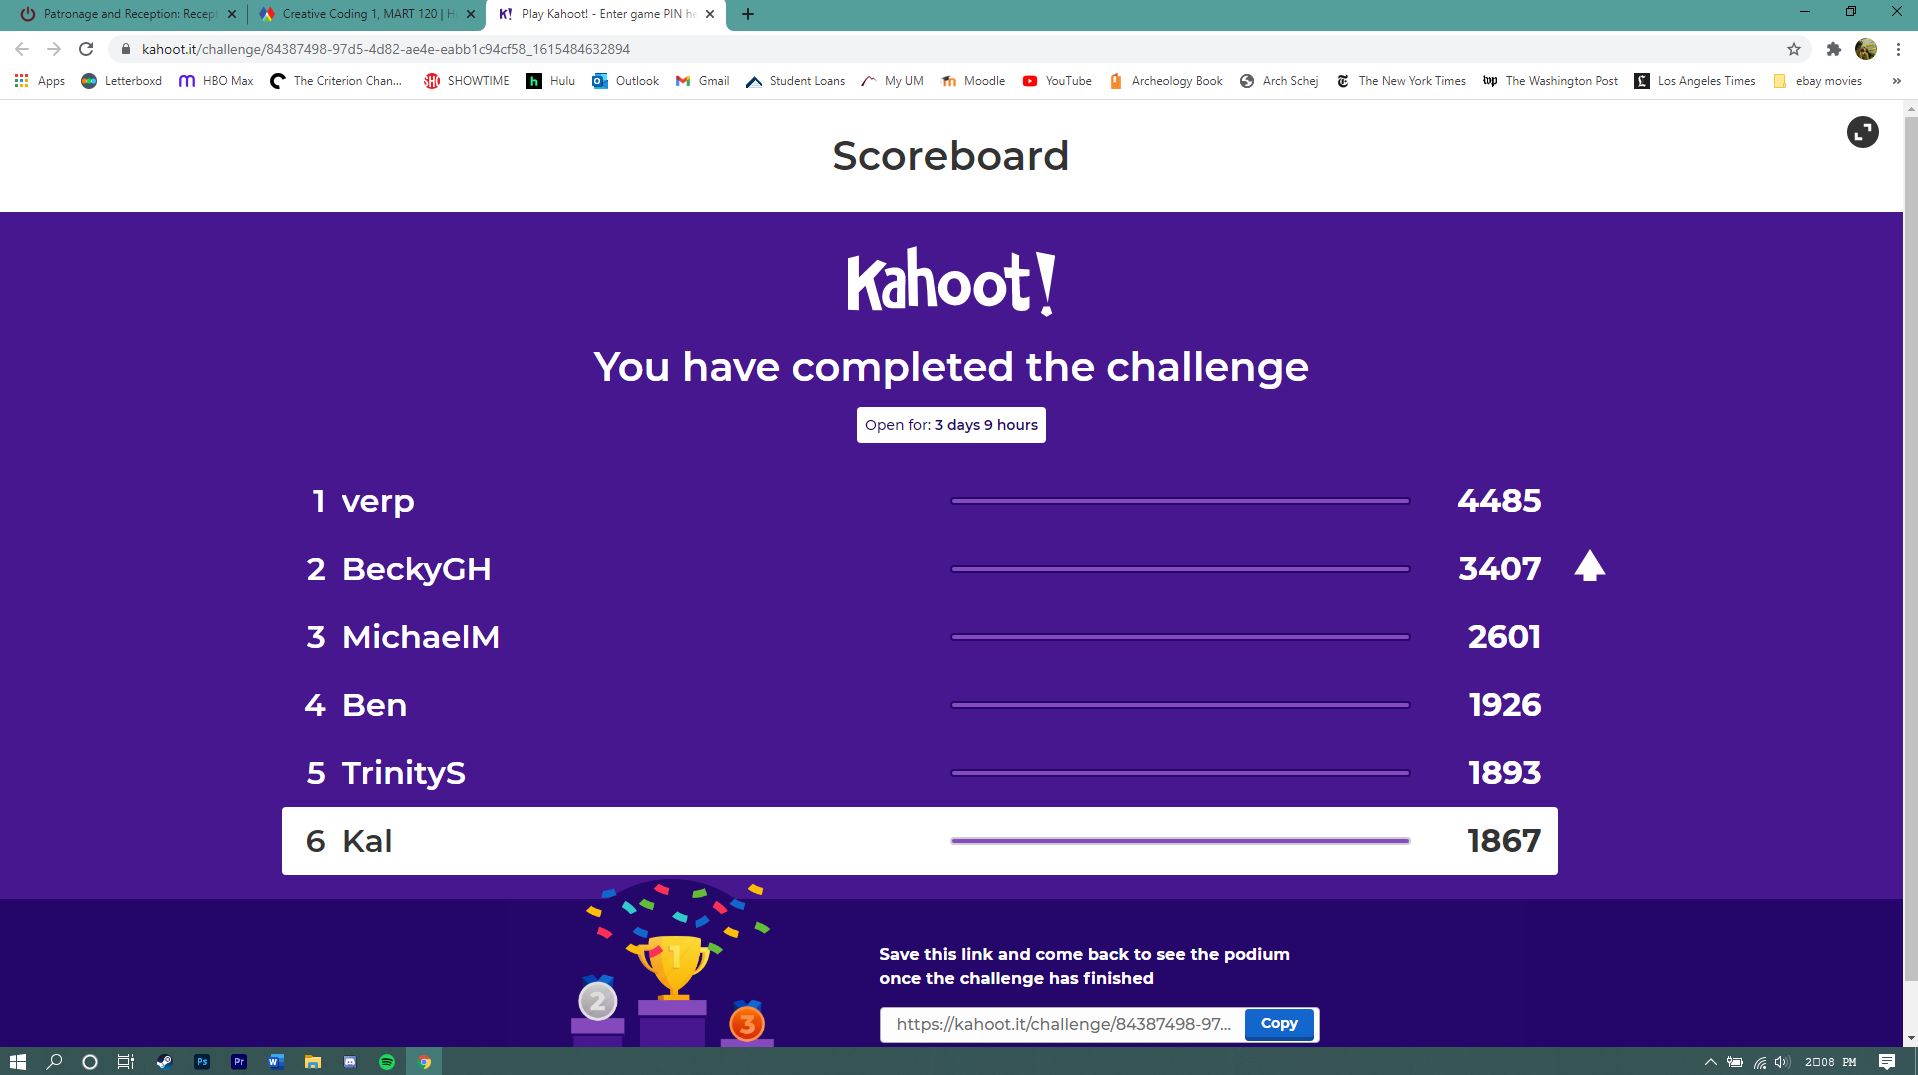 Patronage and Reception: Recept
Creative Coding 1, MART 120 | H
K! Play Kahoot! - Enter game PIN he
kahoot.it/challenge/84387498-97d5-4d82-ae4e-eabb1c94cf58_1615484632894
Apps Letterboxd HBO Max The Criterion Chan... SHO SHOWTIME h Hulu Outlook Gmail Student Loans My UM Moodle YouTube Archeology Book Arch Schej The New York Times wp The Washington Post Los Angeles Times ebay movies »
Scoreboard
Kahoot!
You have completed the challenge
Open for: 3 days 9 hours
1 verp 4485
2 BeckyGH 3407
3 MichaelM 2601
4 Ben 1926
5 TrinityS 1893
6 Kal 1867
1
2
3
Save this link and come back to see the podium
once the challenge has finished
https://kahoot.it/challenge/84387498-97... Copy
Ps Pr W 2▯08 PM